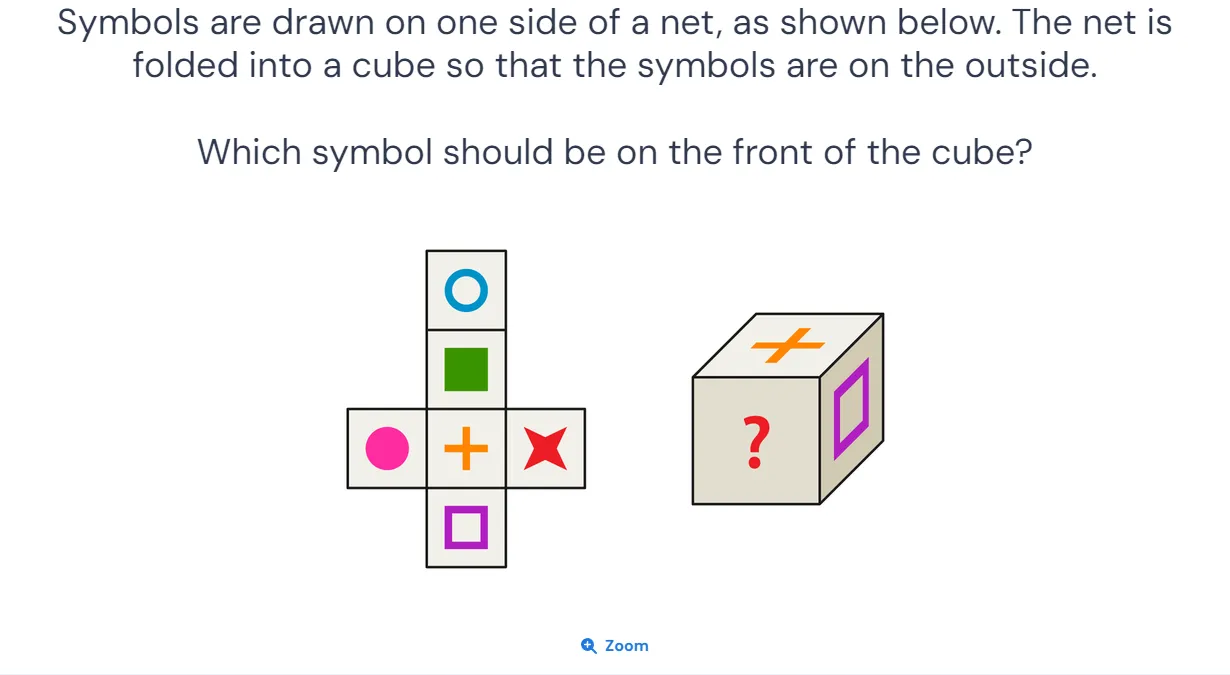 Symbols are drawn on one side of a net, as shown below. The net is
folded into a cube so that the symbols are on the outside.
Which symbol should be on the front of the cube?
?
Zoom